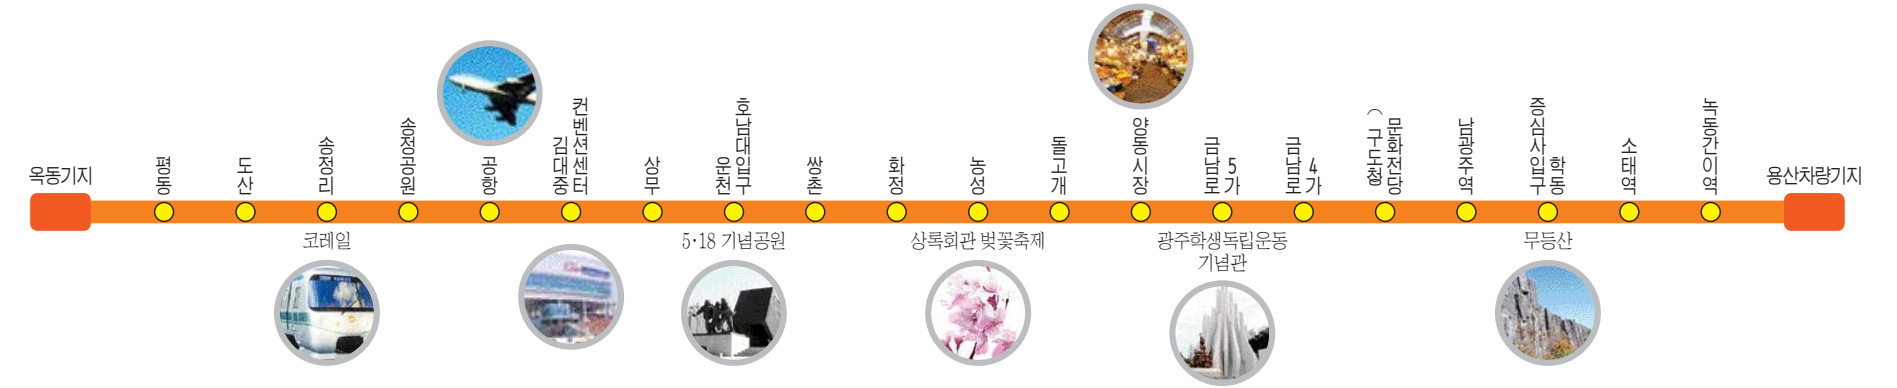 옥동기지
평동
도산
송정리
송정공원
공항
김대중
컨벤션센터
상무
운천
호남대입구
쌍촌
화정
농성
돌고개
양동시장
금남로
5가
금남로
4가
(구도청
문화전당
남광주역
증심사입구
학동
소태역
녹동간이역
용산차량기지
코레일
5·18 기념공원
상록회관 벚꽃축제
광주학생독립운동
기념관
무등산